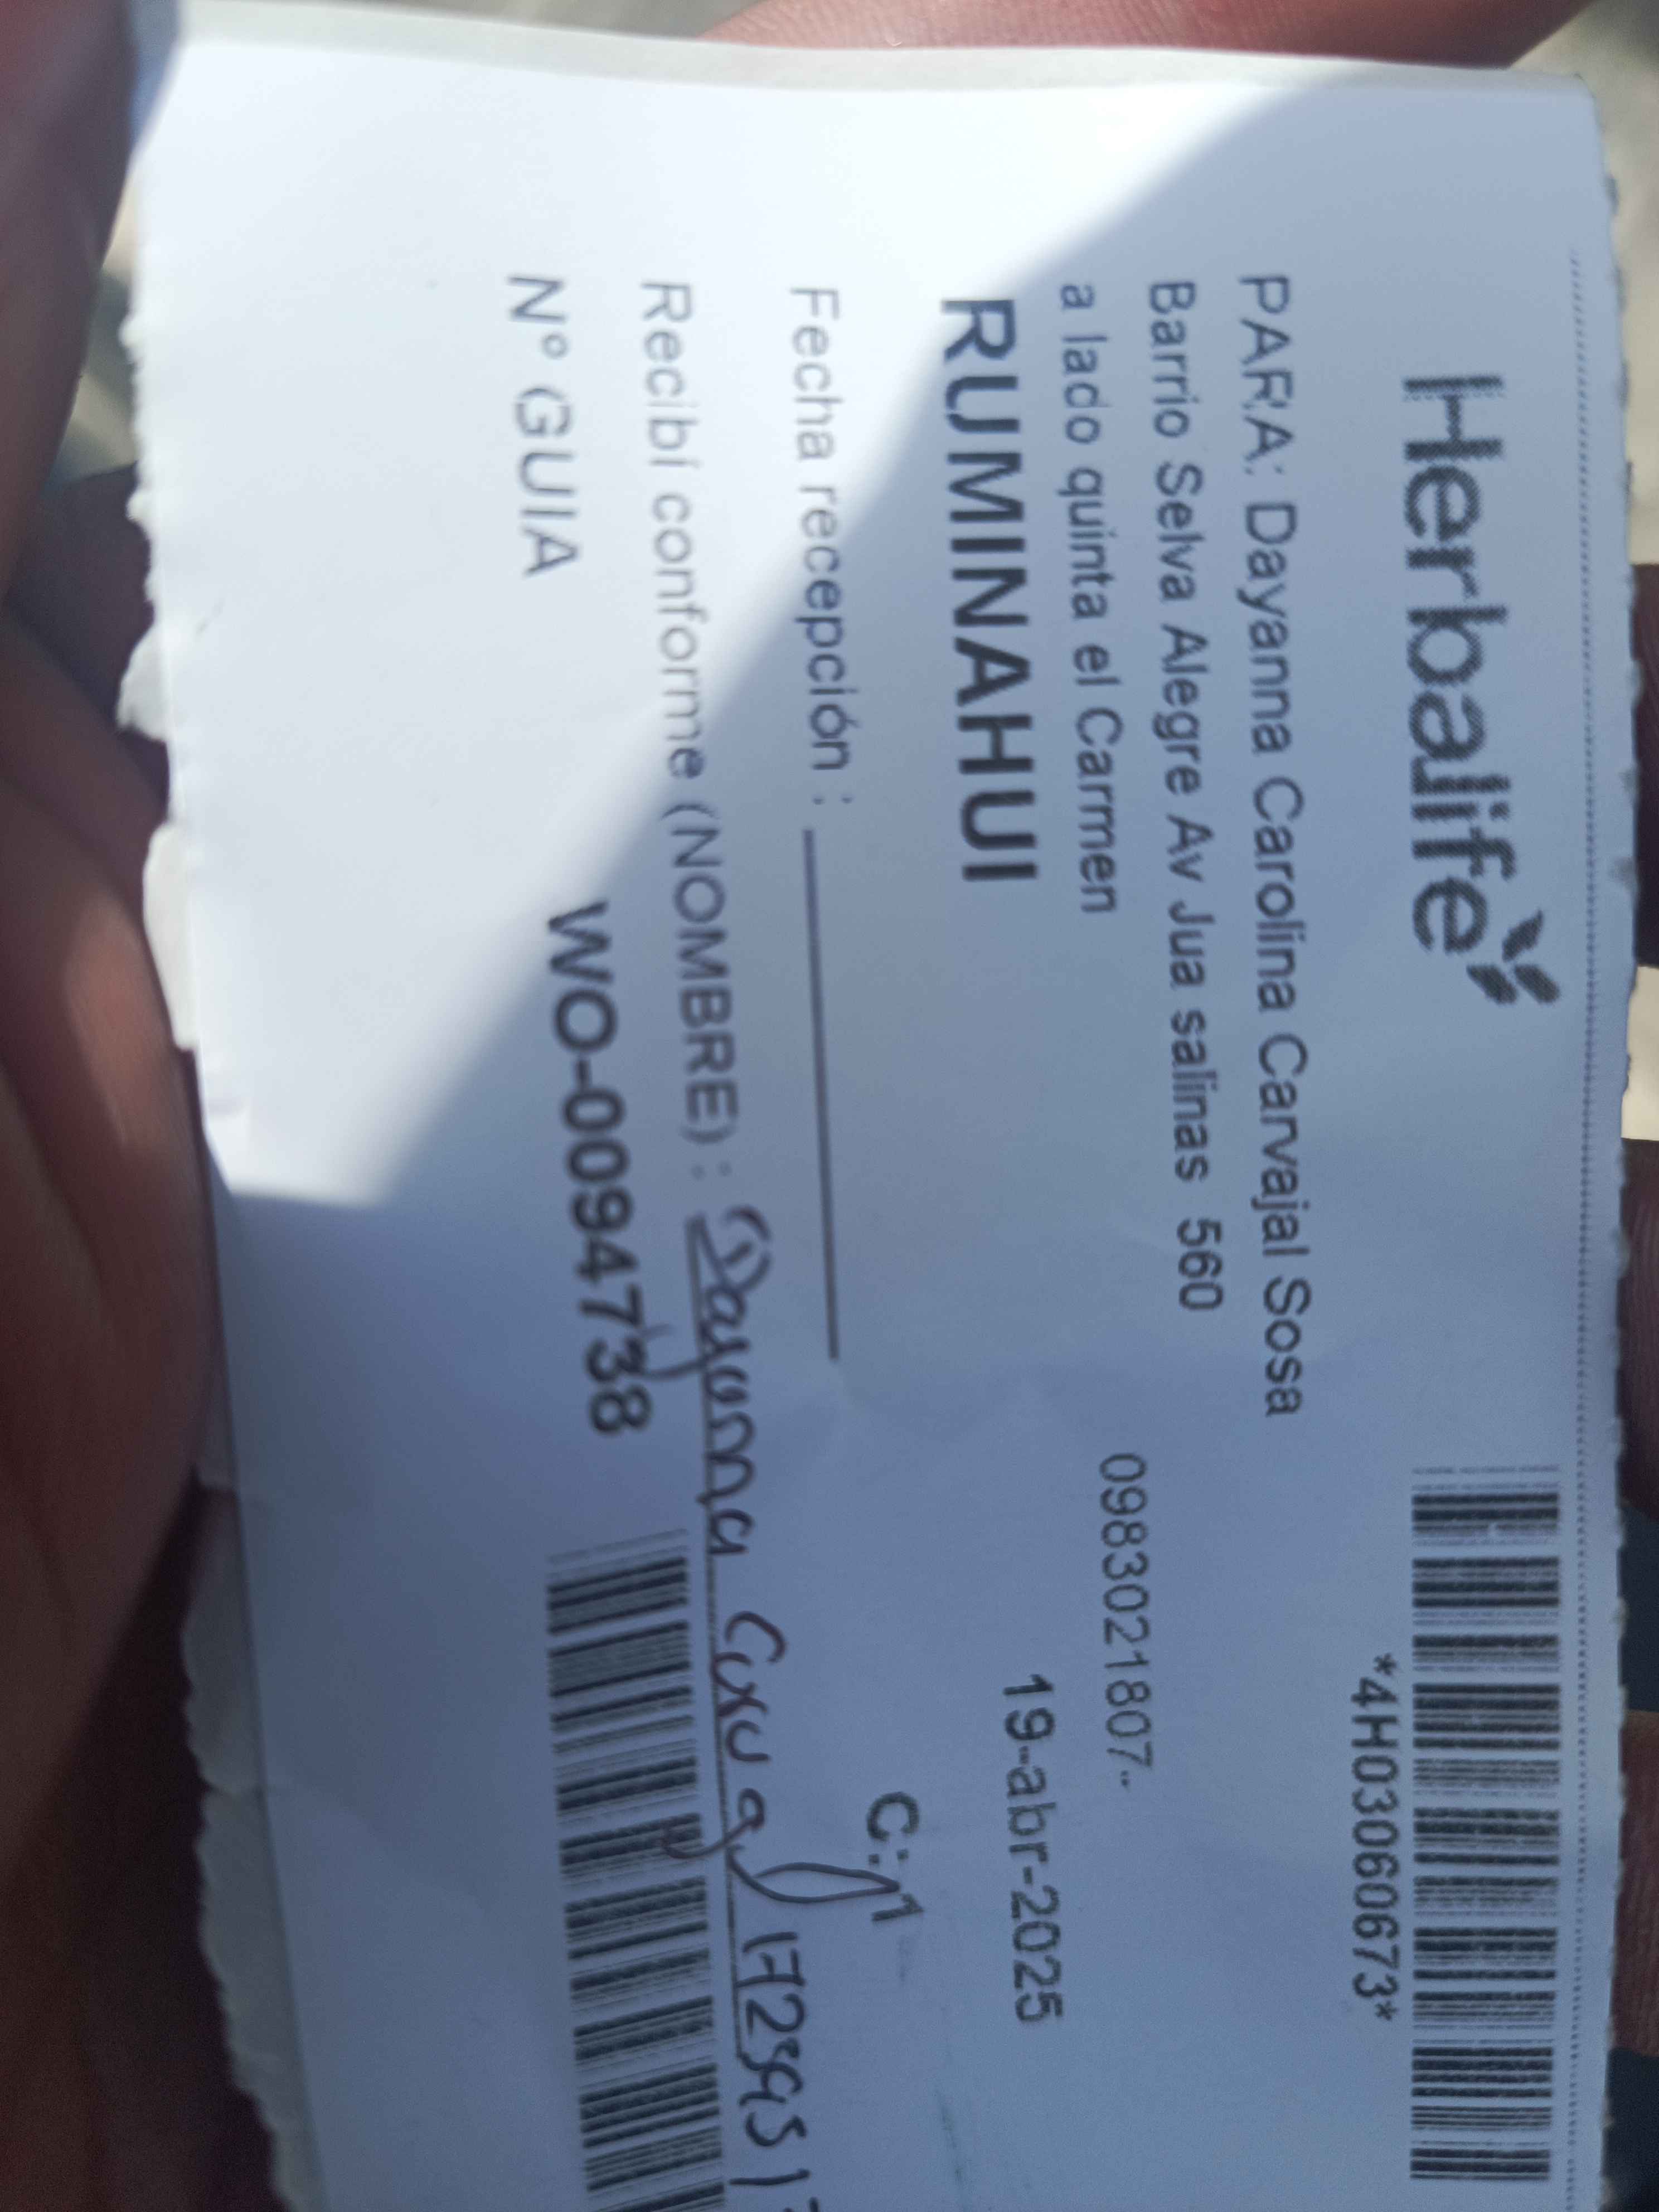 Herbalife
*4H03060673*
PARA: Dayanna Carolina Carvajal Sosa
Barrio Selva Alegre Av Jua salinas 560
a lado quinta el Carmen
0983021807--
RUMINAHUI
19-abr-2025
C: 1
Fecha recepción :
Recibí conforme (NOMBRE) : Dayanna
Nº GUIA WO-00947738